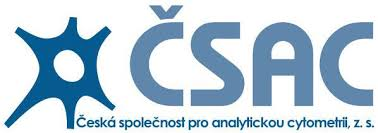 ČSAC
Česká společnost pro analytickou cytometrii, z. s.